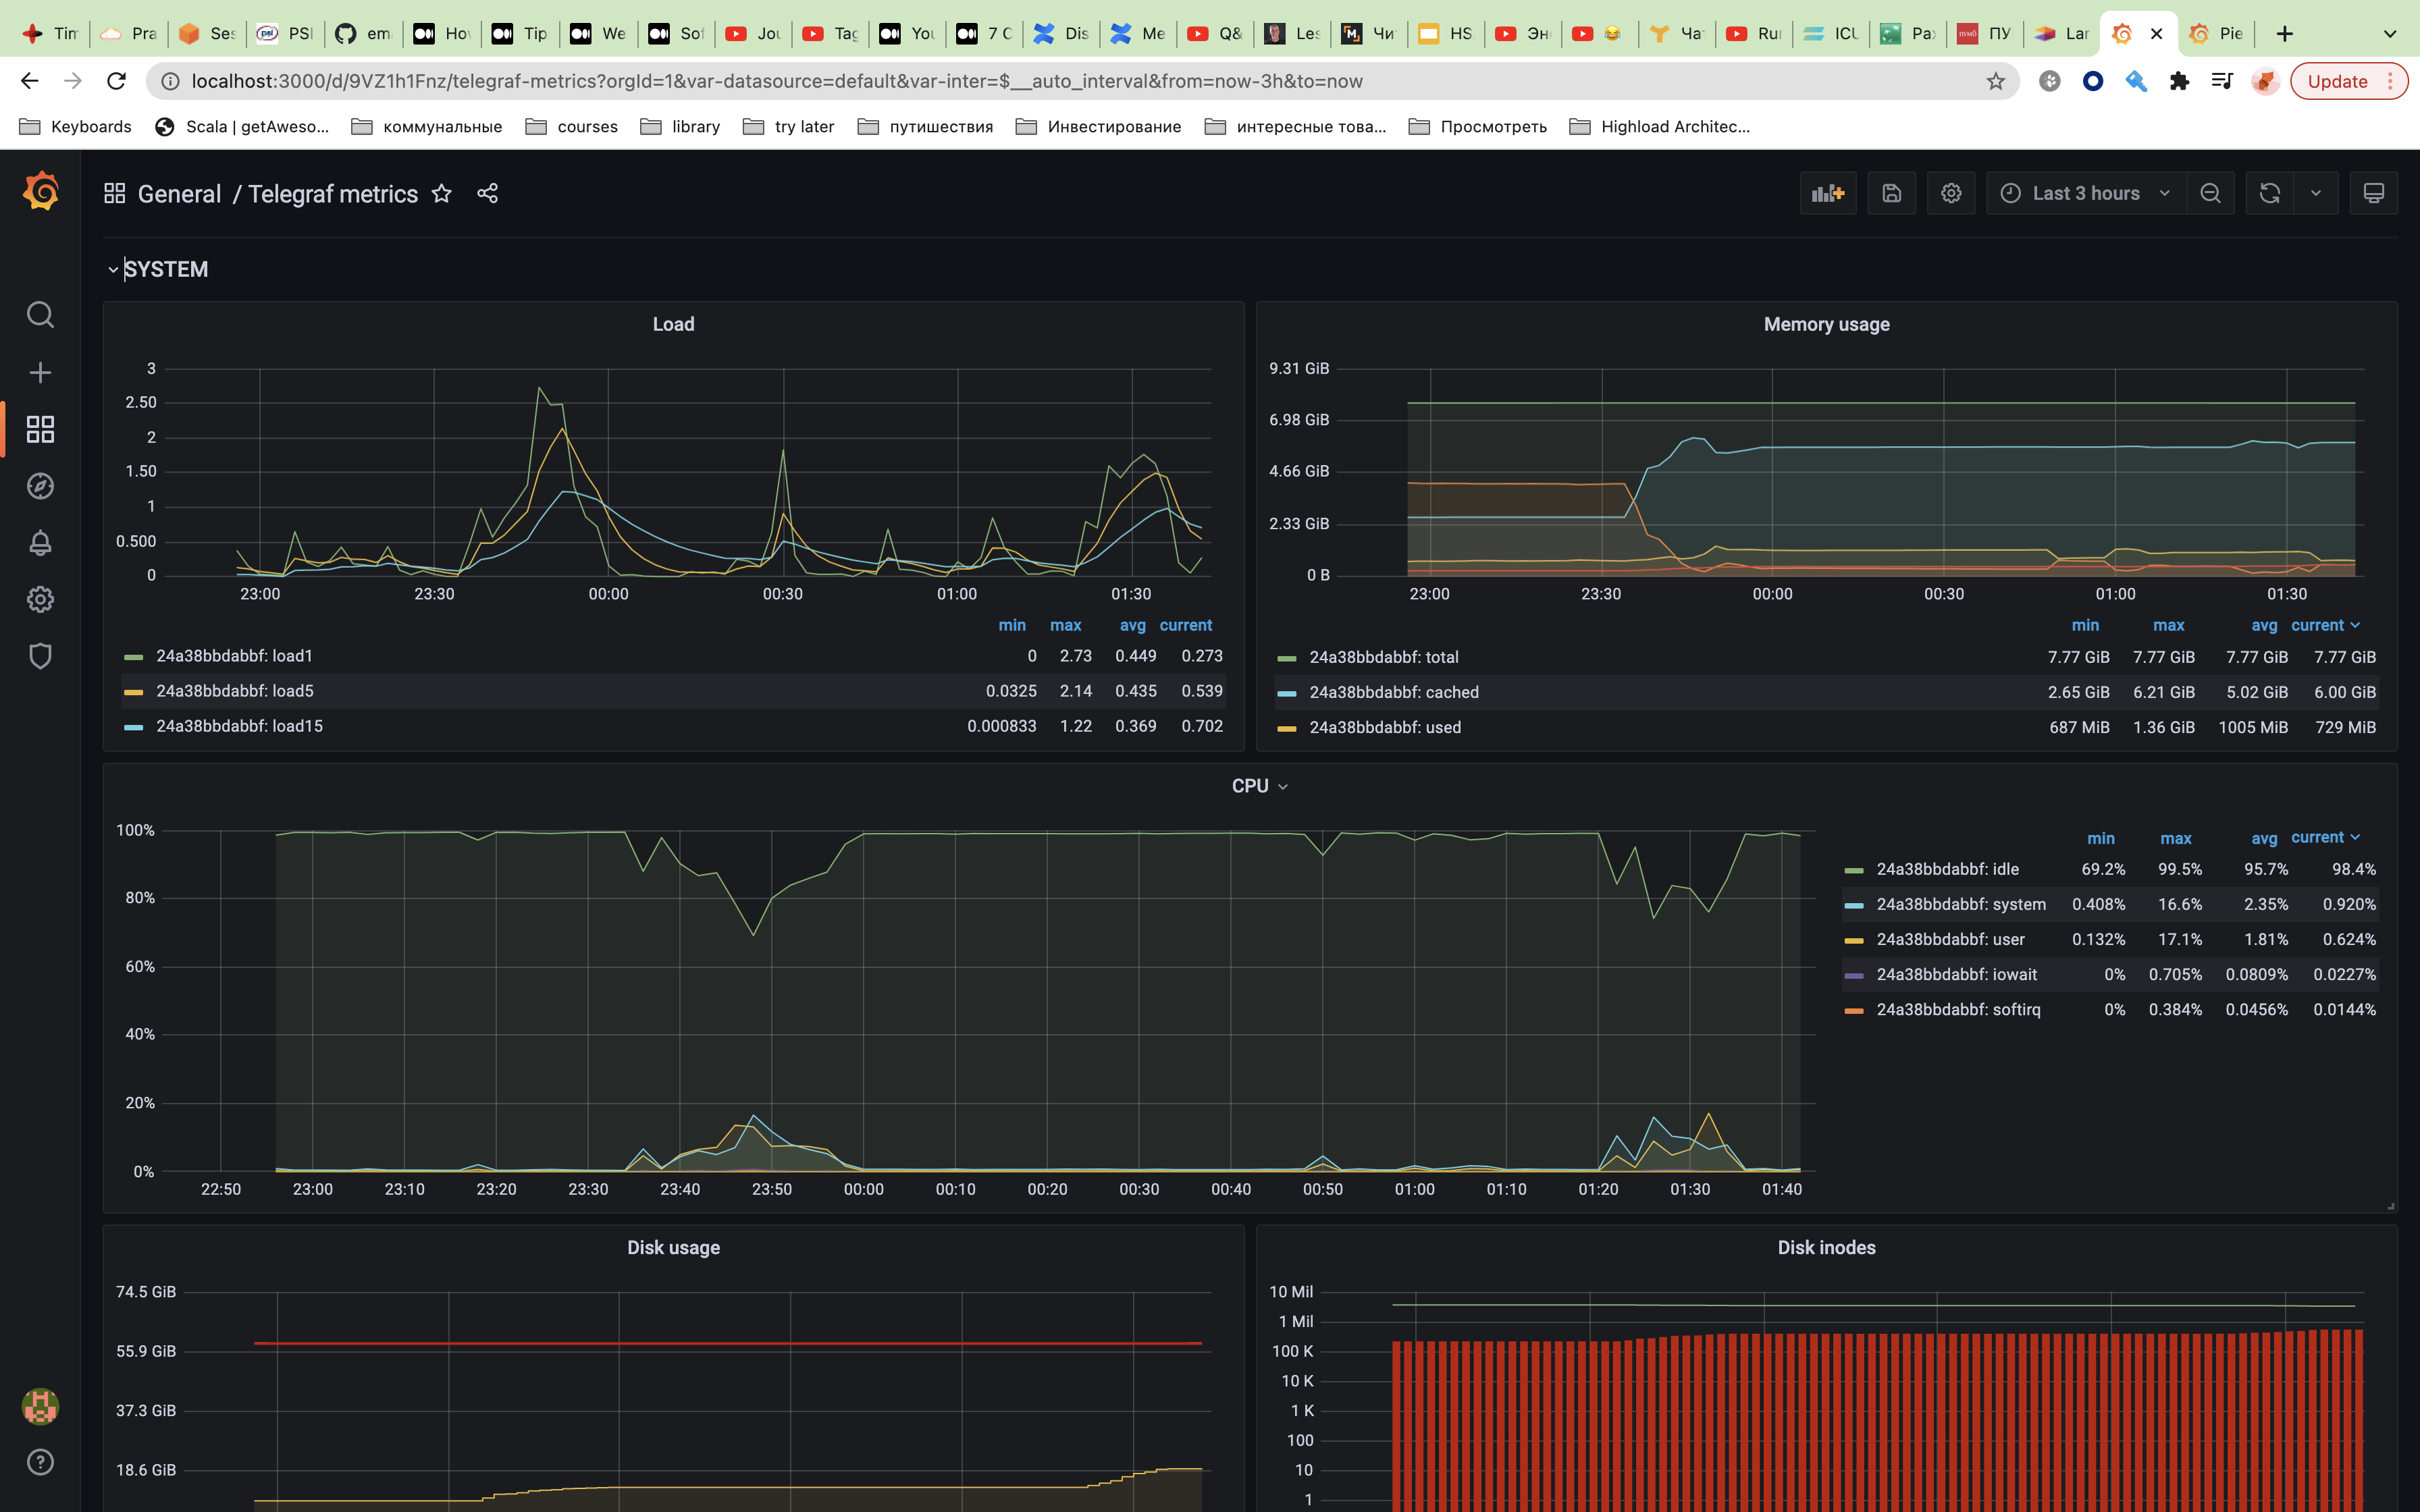 Tim Pra Ses PSI em Hov Tip We Sof Jou Tag You 7 C Dis Me Q& Les Чи HS Эн 😂 Ча Rur ICU Pax ПУ Lar Pie
localhost:3000/d/9VZ1h1Fnz/telegraf-metrics?orgId=1&var-datasource=default&var-inter=$__auto_interval&from=now-3h&to=now Update
Keyboards Scala | getAweso... коммунальные courses library try later путишествия Инвестирование интересные това... Просмотреть Highload Architec...
General / Telegraf metrics Last 3 hours
SYSTEM
Load
3
2.50
2
1.50
1
0.500
0
23:00 23:30 00:00 00:30 01:00 01:30
min max avg current
24a38bbdabbf: load1 0 2.73 0.449 0.273
24a38bbdabbf: load5 0.0325 2.14 0.435 0.539
24a38bbdabbf: load15 0.000833 1.22 0.369 0.702
Memory usage
9.31 GiB
6.98 GiB
4.66 GiB
2.33 GiB
0 B
23:00 23:30 00:00 00:30 01:00 01:30
min max avg current
24a38bbdabbf: total 7.77 GiB 7.77 GiB 7.77 GiB 7.77 GiB
24a38bbdabbf: cached 2.65 GiB 6.21 GiB 5.02 GiB 6.00 GiB
24a38bbdabbf: used 687 MiB 1.36 GiB 1005 MiB 729 MiB
CPU
100%
80%
60%
40%
20%
0%
22:50 23:00 23:10 23:20 23:30 23:40 23:50 00:00 00:10 00:20 00:30 00:40 00:50 01:00 01:10 01:20 01:30 01:40
min max avg current
24a38bbdabbf: idle 69.2% 99.5% 95.7% 98.4%
24a38bbdabbf: system 0.408% 16.6% 2.35% 0.920%
24a38bbdabbf: user 0.132% 17.1% 1.81% 0.624%
24a38bbdabbf: iowait 0% 0.705% 0.0809% 0.0227%
24a38bbdabbf: softirq 0% 0.384% 0.0456% 0.0144%
Disk usage
74.5 GiB
55.9 GiB
37.3 GiB
18.6 GiB
Disk inodes
10 Mil
1 Mil
100 K
10 K
1 K
100
10
1